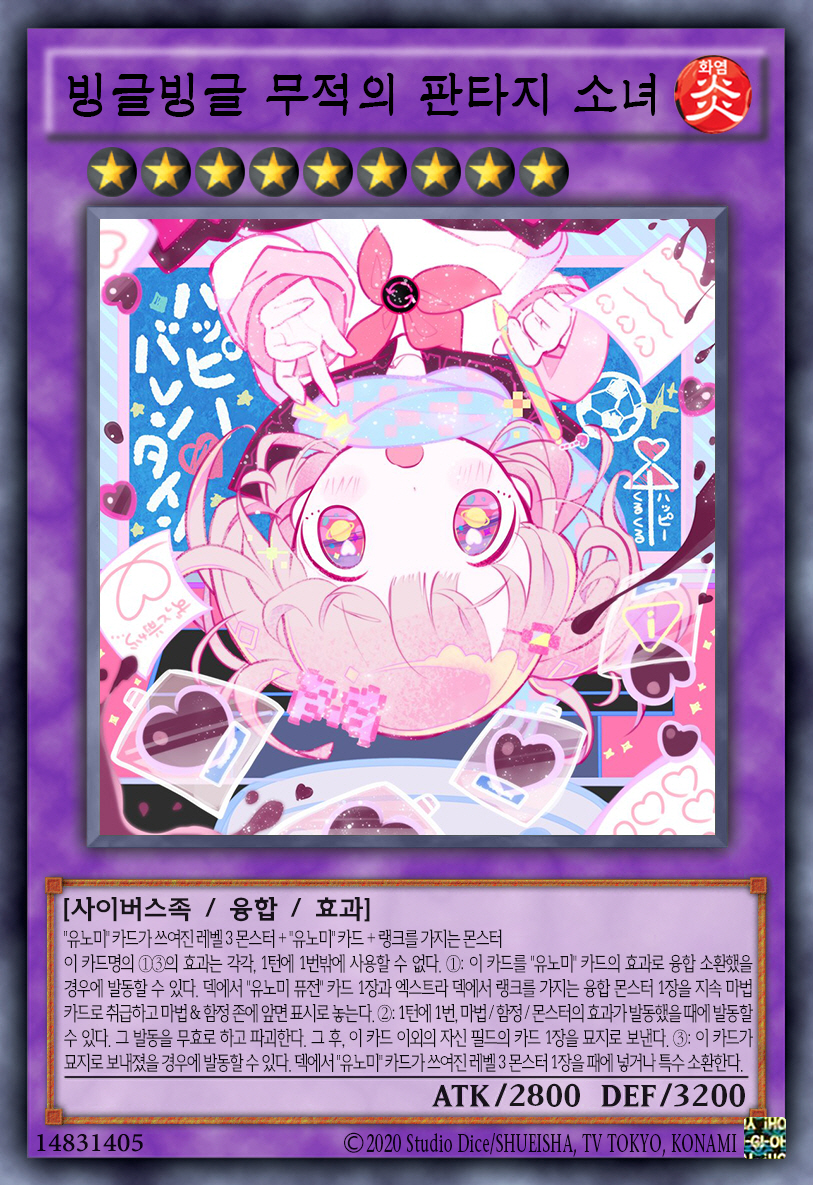 빙글빙글 무적의 판타지 소녀
화염
炎
ハッピー
バレンタイン
ハッピー
くるくる
i
[사이버스족 / 융합 / 효과]
"유노미" 카드가 쓰여진 레벨 3 몬스터 + "유노미" 카드 + 랭크를 가지는 몬스터
이 카드명의 ①③의 효과는 각각, 1턴에 1번밖에 사용할 수 없다. ①: 이 카드를 "유노미" 카드의 효과로 융합 소환했을
경우에 발동할 수 있다. 덱에서 "유노미 퓨전" 카드 1장과 엑스트라 덱에서 랭크를 가지는 융합 몬스터 1장을 지속 마법
카드로 취급하고 마법 & 함정 존에 앞면 표시로 놓는다. ②: 1턴에 1번, 마법 / 함정 / 몬스터의 효과가 발동했을 때에 발동할
수 있다. 그 발동을 무효로 하고 파괴한다. 그 후, 이 카드 이외의 자신 필드의 카드 1장을 묘지로 보낸다. ③: 이 카드가
묘지로 보내졌을 경우에 발동할 수 있다. 덱에서 "유노미" 카드가 쓰여진 레벨 3 몬스터 1장을 패에 넣거나 특수 소환한다.
ATK/2800 DEF/3200
14831405
©2020 Studio Dice/SHUEISHA, TV TOKYO, KONAMI